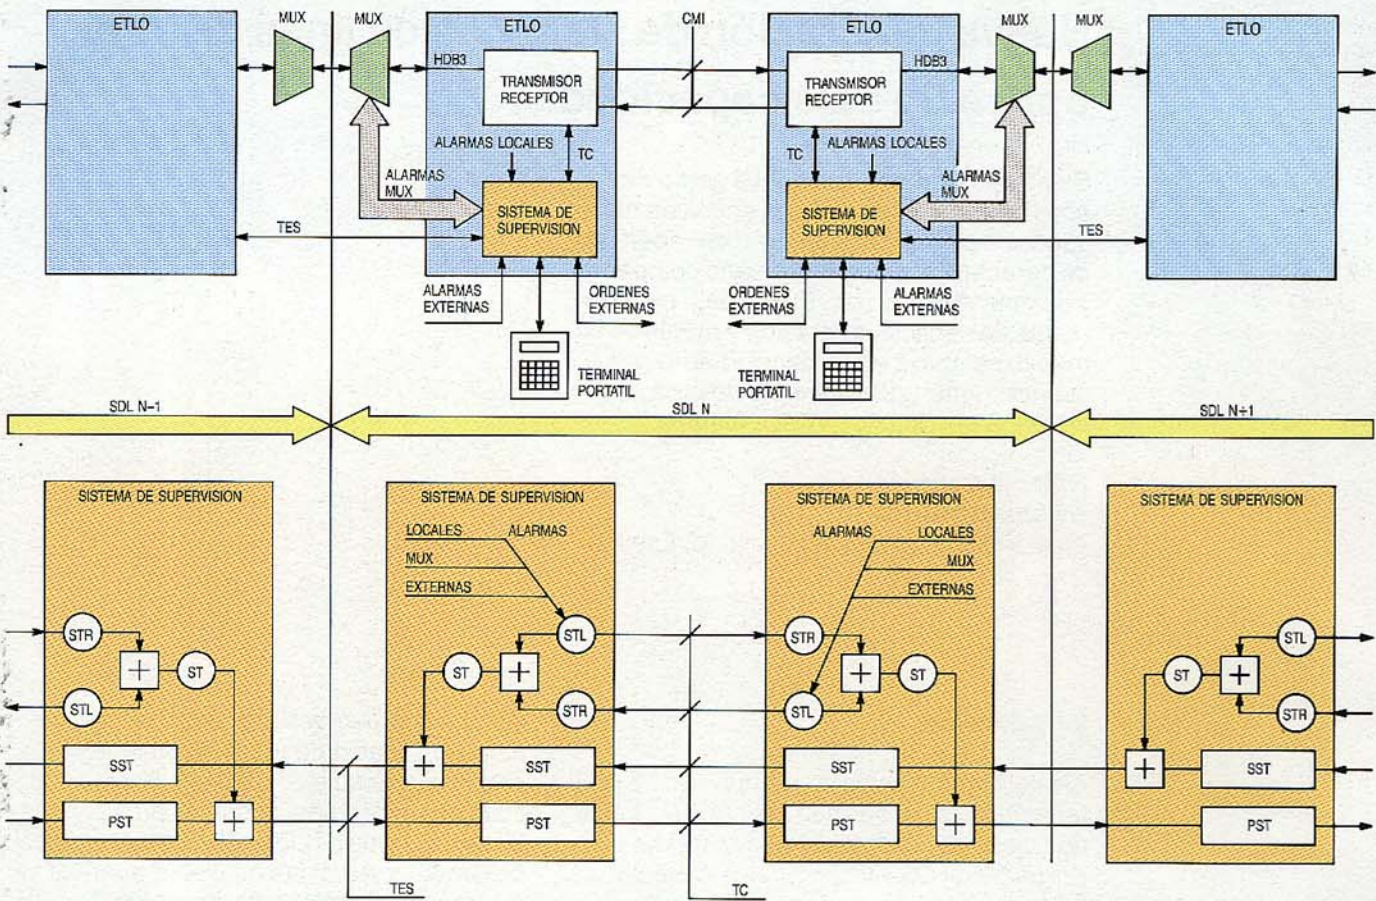 ETLO
MUX
MUX
ETLO
CMI
ETLO
MUX
MUX
ETLO
HDB3
TRANSMISOR
RECEPTOR
TRANSMISOR
RECEPTOR
HDB3
ALARMAS LOCALES
TC
TC
ALARMAS LOCALES
ALARMAS
MUX
ALARMAS
MUX
SISTEMA DE
SUPERVISION
SISTEMA DE
SUPERVISION
TES
TES
ALARMAS
EXTERNAS
ORDENES
EXTERNAS
ORDENES
EXTERNAS
ALARMAS
EXTERNAS
TERMINAL
PORTATIL
TERMINAL
PORTATIL
SDL N-1
SDL N
SDL N+1
SISTEMA DE SUPERVISION
SISTEMA DE SUPERVISION
SISTEMA DE SUPERVISION
SISTEMA DE SUPERVISION
LOCALES
ALARMAS
MUX
EXTERNAS
ALARMAS
LOCALES
MUX
EXTERNAS
STR
+
ST
STL
SST
PST
+
STL
ST
+
STR
+
SST
PST
STR
+
ST
STL
SST
PST
+
STL
ST
+
STR
+
SST
PST
TES
TC